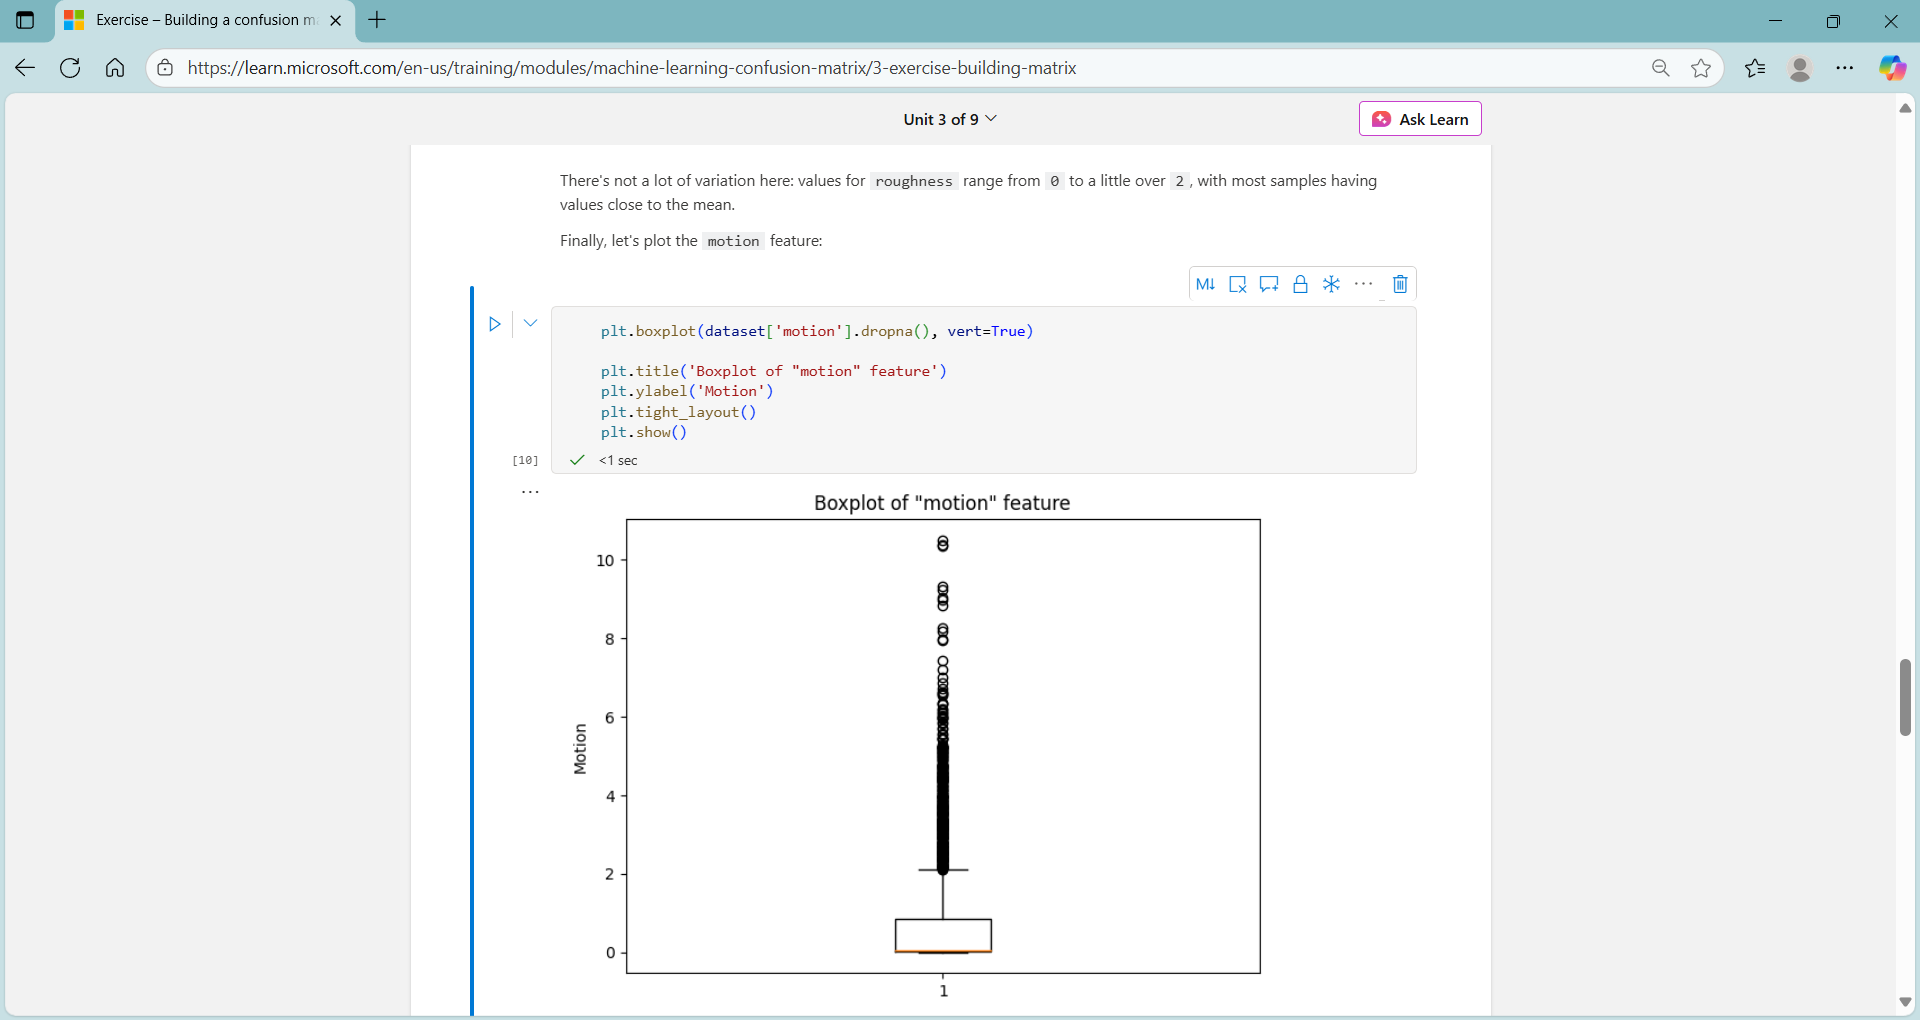 Exercise – Building a confusion m
https://learn.microsoft.com/en-us/training/modules/machine-learning-confusion-matrix/3-exercise-building-matrix
Unit 3 of 9
Ask Learn
There's not a lot of variation here: values for roughness range from 0 to a little over 2, with most samples having
values close to the mean.
Finally, let's plot the motion feature:
M↓
plt.boxplot(dataset['motion'].dropna(), vert=True)
plt.title('Boxplot of "motion" feature')
plt.ylabel('Motion')
plt.tight_layout()
plt.show()
[10]
<1 sec
Boxplot of "motion" feature
10
8
6
4
2
0
Motion
1